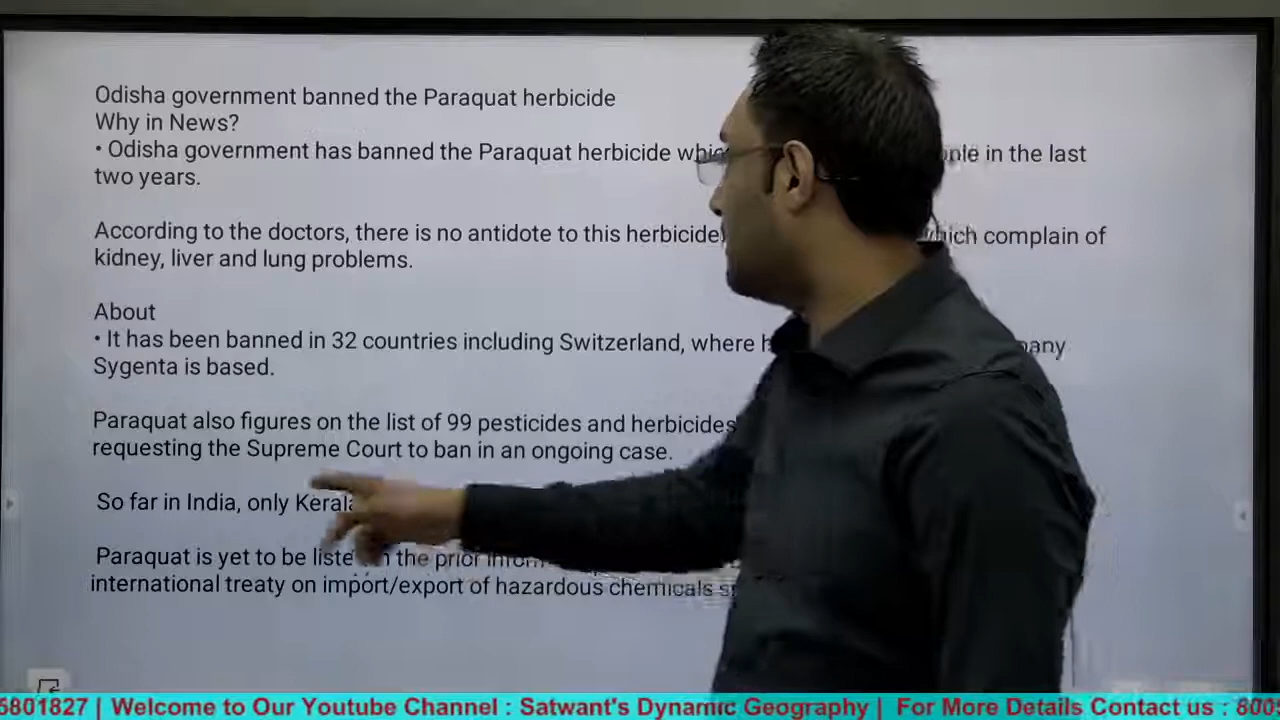 Odisha government banned the Paraquat herbicide
Why in News?
• Odisha government has banned the Paraquat herbicide in the last
two years.
According to the doctors, there is no antidote to this herbicide which complain of
kidney, liver and lung problems.
About
• It has been banned in 32 countries including Switzerland, where
Sygenta is based.
Paraquat also figures on the list of 99 pesticides and herbicides
requesting the Supreme Court to ban in an ongoing case.
So far in India, only Kerala
Paraquat is yet to be listed the prior
international treaty on import/export of hazardous chemicals
5801827 | Welcome to Our Youtube Channel : Satwant's Dynamic Geography | For More Details Contact us : 800